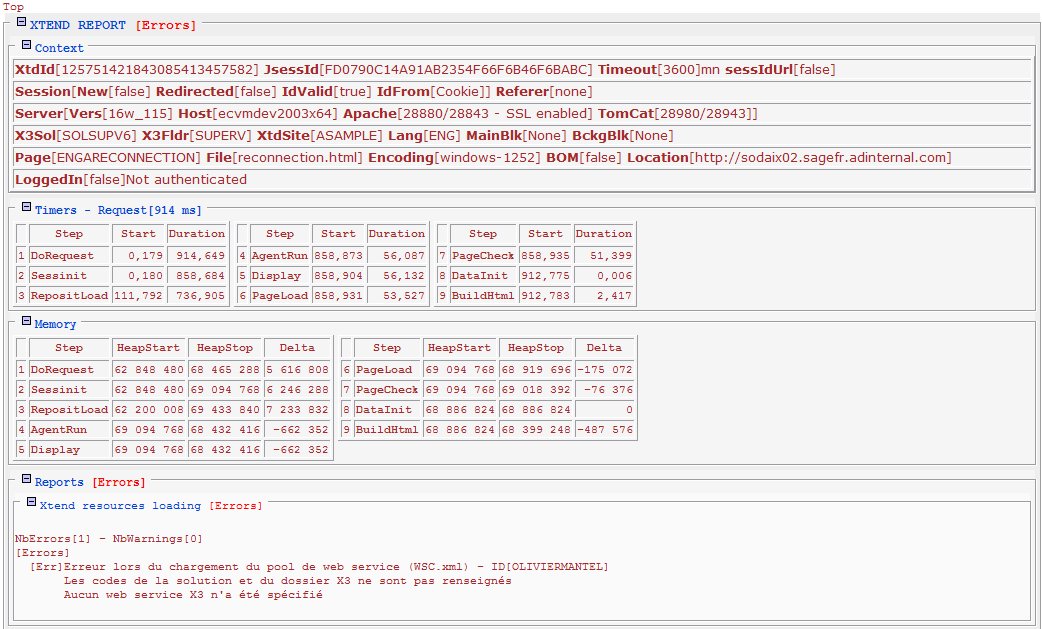 Top
XTEND REPORT [Errors]
Context
XtdId[125751421843085413457582] JsessId[FD0790C14A91AB2354F66F6B46F6BABC] Timeout[3600]mn sessIdUrl[false]
Session[New[false] Redirected[false] IdValid[true] IdFrom[Cookie]] Referer[none]
Server[Vers[16w_115] Host[ecvmdev2003x64] Apache[28880/28843 - SSL enabled] TomCat[28980/28943]]
X3Sol[SOLSUPV6] X3Fldr[SUPERV] XtdSite[ASAMPLE] Lang[ENG] MainBlk[None] BckgBlk[None]
Page[ENGARECONNECTION] File[reconnection.html] Encoding[windows-1252] BOM[false] Location[http://sodaix02.sagefr.adinternal.com]
LoggedIn[false]Not authenticated
Timers - Request[914 ms]
Step Start Duration Step Start Duration Step Start Duration
1 DoRequest 0,179 914,649 4 AgentRun 858,873 56,087 7 PageCheck 858,935 51,399
2 Sessinit 0,180 858,684 5 Display 858,904 56,132 8 DataInit 912,775 0,006
3 RepositLoad 111,792 736,905 6 PageLoad 858,931 53,527 9 BuildHtml 912,783 2,417
Memory
Step HeapStart HeapStop Delta Step HeapStart HeapStop Delta
1 DoRequest 62 848 480 68 465 288 5 616 808 6 PageLoad 69 094 768 68 919 696 -175 072
2 Sessinit 62 848 480 69 094 768 6 246 288 7 PageCheck 69 094 768 69 018 392 -76 376
3 RepositLoad 62 200 008 69 433 840 7 233 832 8 DataInit 68 886 824 68 886 824 0
4 AgentRun 69 094 768 68 432 416 -662 352 9 BuildHtml 68 886 824 68 399 248 -487 576
5 Display 69 094 768 68 432 416 -662 352
Reports [Errors]
Xtend resources loading [Errors]
NbErrors[1] - NbWarnings[0]
[Errors]
[Err]Erreur lors du chargement du pool de web service (WSC.xml) - ID[OLIVIERMANTEL]
Les codes de la solution et du dossier X3 ne sont pas renseignés
Aucun web service X3 n'a été spécifié